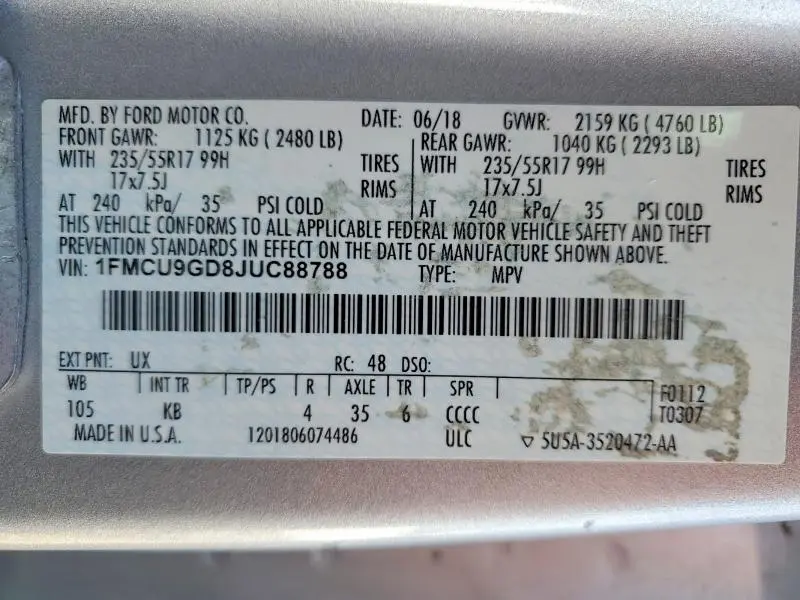 MFD. BY FORD MOTOR CO. DATE: 06/18 GVWR: 2159 KG ( 4760 LB)
FRONT GAWR: 1125 KG ( 2480 LB) REAR GAWR: 1040 KG ( 2293 LB)
WITH 235/55R17 99H TIRES WITH 235/55R17 99H TIRES
17x7.5J RIMS 17x7.5J RIMS
AT 240 kPa/ 35 PSI COLD AT 240 kPa/ 35 PSI COLD
THIS VEHICLE CONFORMS TO ALL APPLICABLE FEDERAL MOTOR VEHICLE SAFETY AND THEFT
PREVENTION STANDARDS IN EFFECT ON THE DATE OF MANUFACTURE SHOWN ABOVE.
VIN: 1FMCU9GD8JUC88788 TYPE: MPV
EXT PNT: UX RC: 48 DSO:
WB INT TR TP/PS R AXLE TR SPR F0112
105 KB 4 35 6 CCCC T0307
MADE IN U.S.A. 1201806074486 ULC ▽ 5U5A-3520472-AA